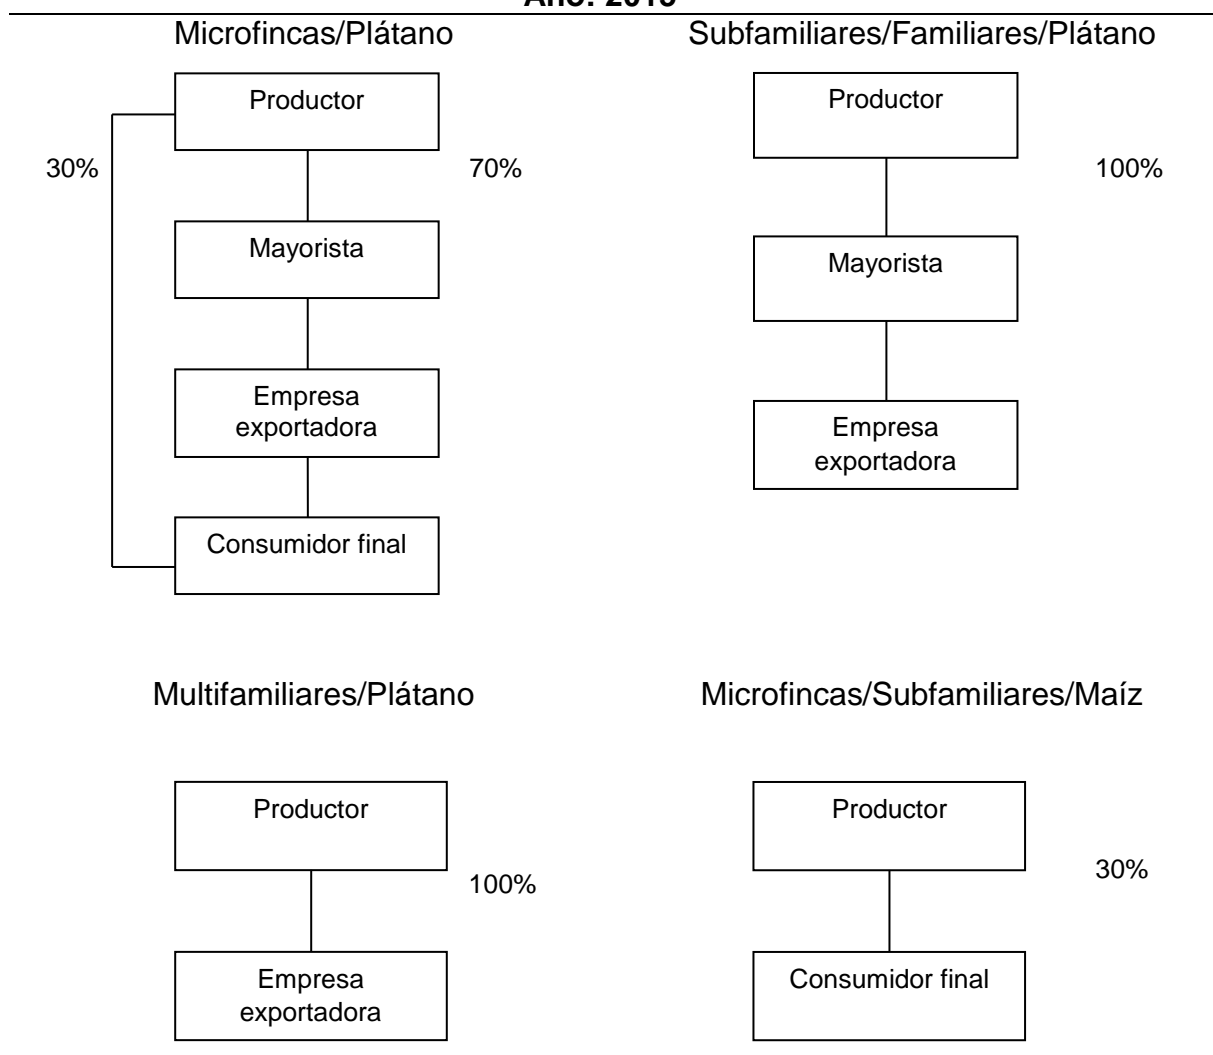 Microfincas/Plátano
Subfamiliares/Familiares/Plátano
Productor
30%
70%
Mayorista
Empresa
exportadora
Consumidor final
Productor
100%
Mayorista
Empresa
exportadora
Multifamiliares/Plátano
Microfincas/Subfamiliares/Maíz
Productor
100%
Empresa
exportadora
Productor
30%
Consumidor final